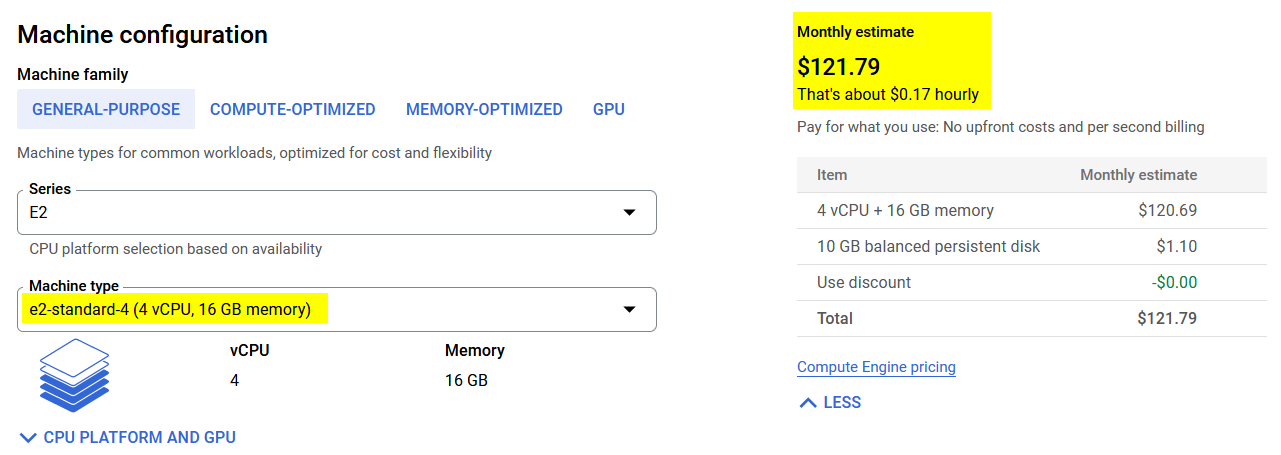 Machine configuration
Machine family
GENERAL-PURPOSE COMPUTE-OPTIMIZED MEMORY-OPTIMIZED GPU
Machine types for common workloads, optimized for cost and flexibility
Series
E2
CPU platform selection based on availability
Machine type
e2-standard-4 (4 vCPU, 16 GB memory)
vCPU Memory
4 16 GB
CPU PLATFORM AND GPU
Monthly estimate
$121.79
That's about $0.17 hourly
Pay for what you use: No upfront costs and per second billing
Item Monthly estimate
4 vCPU + 16 GB memory $120.69
10 GB balanced persistent disk $1.10
Use discount -$0.00
Total $121.79
Compute Engine pricing
LESS